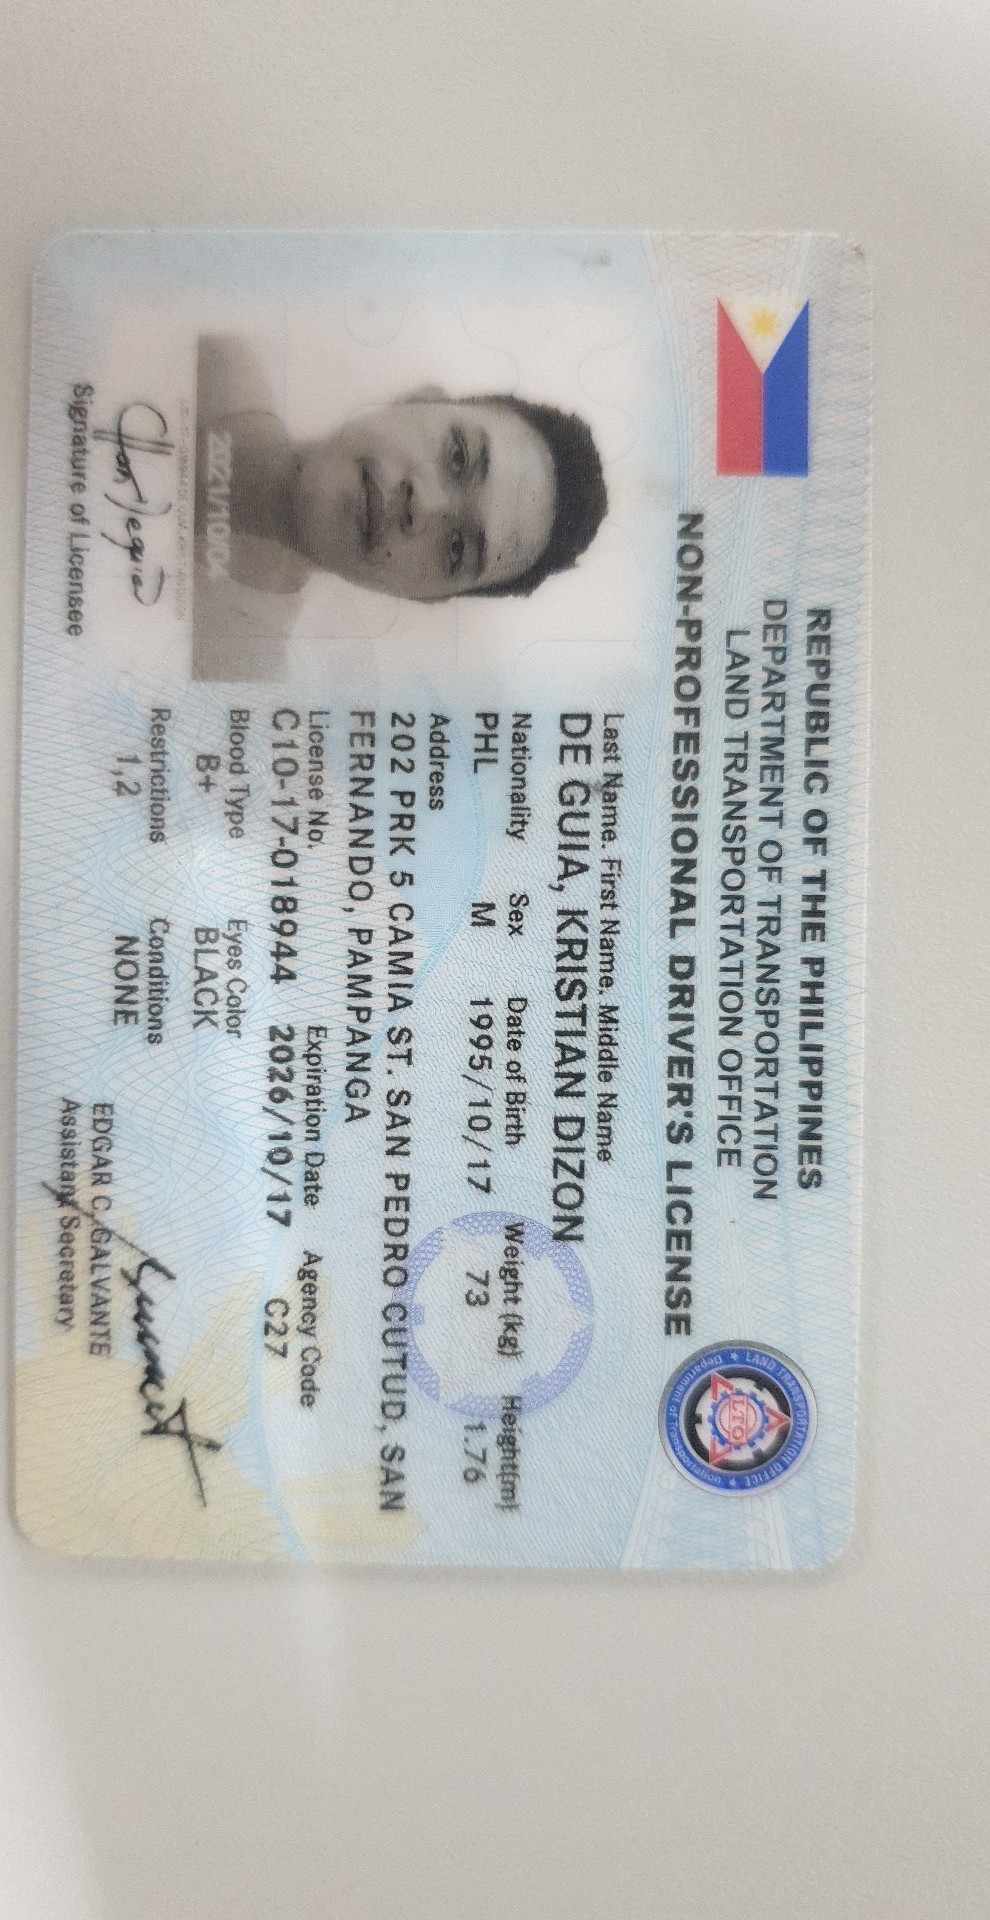 REPUBLIC OF THE PHILIPPINES
DEPARTMENT OF TRANSPORTATION
LAND TRANSPORTATION OFFICE
NON-PROFESSIONAL DRIVER'S LICENSE
LAND TRANSPORTATION OFFICE
LTO
Department of Transportation
Last Name. First Name. Middle Name
DE GUIA, KRISTIAN DIZON
Nationality Sex Date of Birth Weight (kg) Height(m)
PHL M 1995/10/17 73 1.76
Address
202 PRK 5 CAMIA ST. SAN PEDRO CUTUD, SAN
FERNANDO, PAMPANGA
License No. Expiration Date Agency Code
C10-17-018944 2026/10/17 C27
Blood Type Eyes Color
B+ BLACK
Restrictions Conditions
1,2 NONE
2021/10/04
Signature of Licensee
EDGAR C. GALVANTE
Assistant Secretary